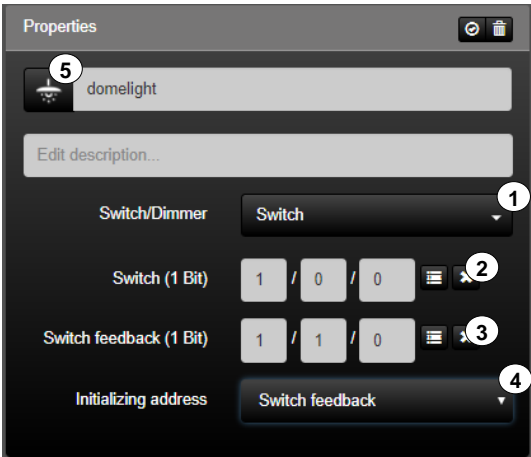 Properties
5
domelight
Edit description...
1
Switch/Dimmer Switch
2
Switch (1 Bit) 1 / 0 / 0
3
Switch feedback (1 Bit) 1 / 1 / 0
4
Initializing address Switch feedback